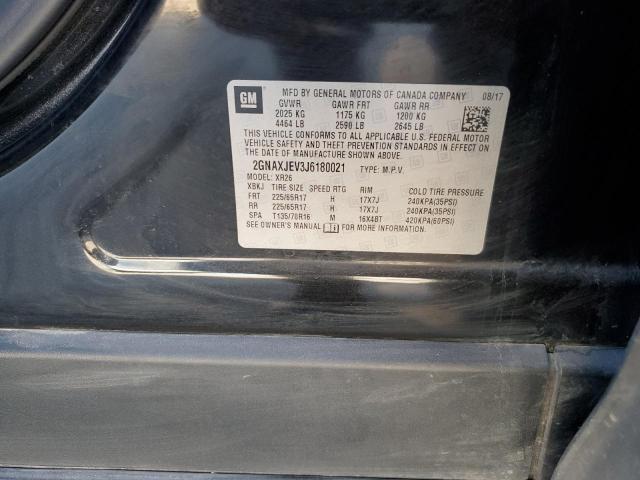 GM
MFD BY GENERAL MOTORS OF CANADA COMPANY 08/17
GVWR GAWR FRT GAWR RR
2025 KG 1175 KG 1200 KG
4464 LB 2590 LB 2645 LB
THIS VEHICLE CONFORMS TO ALL APPLICABLE U.S. FEDERAL MOTOR
VEHICLE SAFETY AND THEFT PREVENTION STANDARDS IN EFFECT ON
THE DATE OF MANUFACTURE SHOWN ABOVE.
2GNAXJEV3J6180021 TYPE: M.P.V.
MODEL: XR26
XBKJ TIRE SIZE SPEED RTG RIM COLD TIRE PRESSURE
FRT 225/65R17 H 17X7J 240KPA(35PSI)
RR 225/65R17 H 17X7J 240KPA(35PSI)
SPA T135/70R16 M 16X4BT 420KPA(60PSI)
SEE OWNER'S MANUAL FOR MORE INFORMATION.